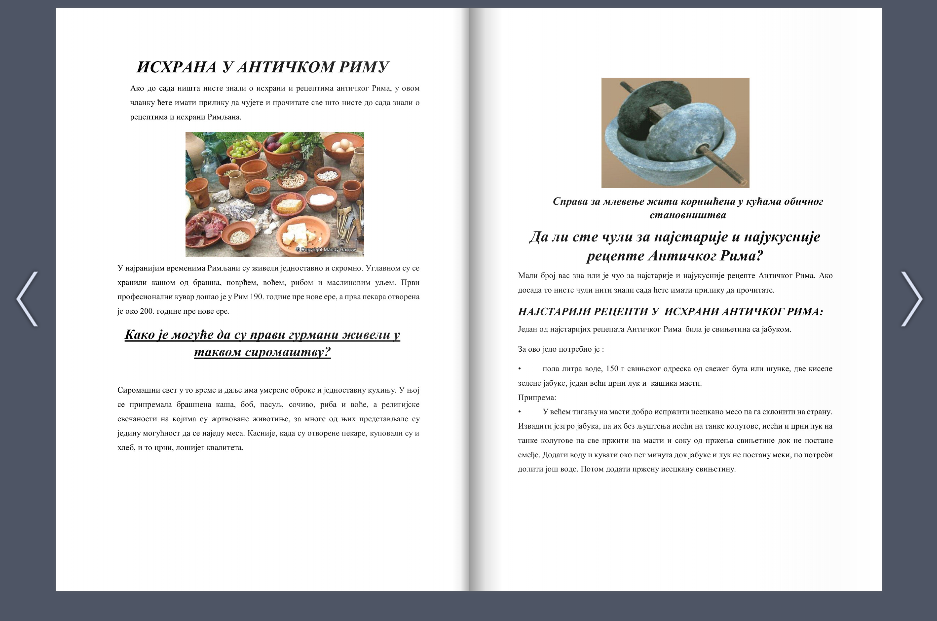 ИСХРАНА У АНТИЧКОМ РИМУ
Ако до сада ништа нисте знали о исхрани и рецептима античког Рима, у овом
чланку ћете имати прилику да чујете и прочитате све што нисте до сада знали о
рецептима и исхрани Римљана.
У најранијим временима Римљани су живели једноставно и скромно. Углавном су се
хранили кашом од брашна, поврћем, воћем, рибом и маслиновим уљем. Први
професионални кувар дошао је у Рим 190. године пре нове ере, а прва пекара отворена
је око 200. године пре нове ере.
Како је могуће да су прави гурмани живели у
таквом сиромаштву?
Сиромашни свет у то време и даље има умерене оброке и једноставну кухињу. У њој
се припремала брашнена каша, боб, пасуљ, сочиво, риба и воће, а религијске
свечаности на којима су жртвоване животиње, за многе од њих представљале су
једину могућност да се наједу меса. Касније, када су отворене пекаре, куповали су и
хлеб, и то црни, лошијег квалитета.
Справа за млевење жита коришћена у кућама обичног
становништва
Да ли сте чули за најстарије и најукусније
рецепте Античког Рима?
Мали број вас зна или је чуо за најстарије и најукусније рецепте Античког Рима. Ако
досада то нисте чули нити знали сада ћете имати прилику да прочитате.
НАЈСТАРИЈИ РЕЦЕПТИ У ИСХРАНИ АНТИЧКОГ РИМА:
Један од најстаријих рецепата Античког Рима била је свињетина са јабуком.
За ово јело потребно је :
• пола литра воде, 150 г свињског одреска од свежег бута или шунке, две киселе
зелене јабуке, један већи црни лук и кашика масти.
Припрема:
• У већем тигању на масти добро испржити исецкано месо па га склонити на страну.
Извадити језгро јабука, па их без љуштења исећи на танке колутове, исећи и црни лук на
танке колутове па све пржити на масти и соку од пржења свињетине док не постане
смеђе. Додати воду и кувати око пет минута док јабуке и лук не постану меки, по потреби
долити још воде. Потом додати пржену исецкану свињетину.